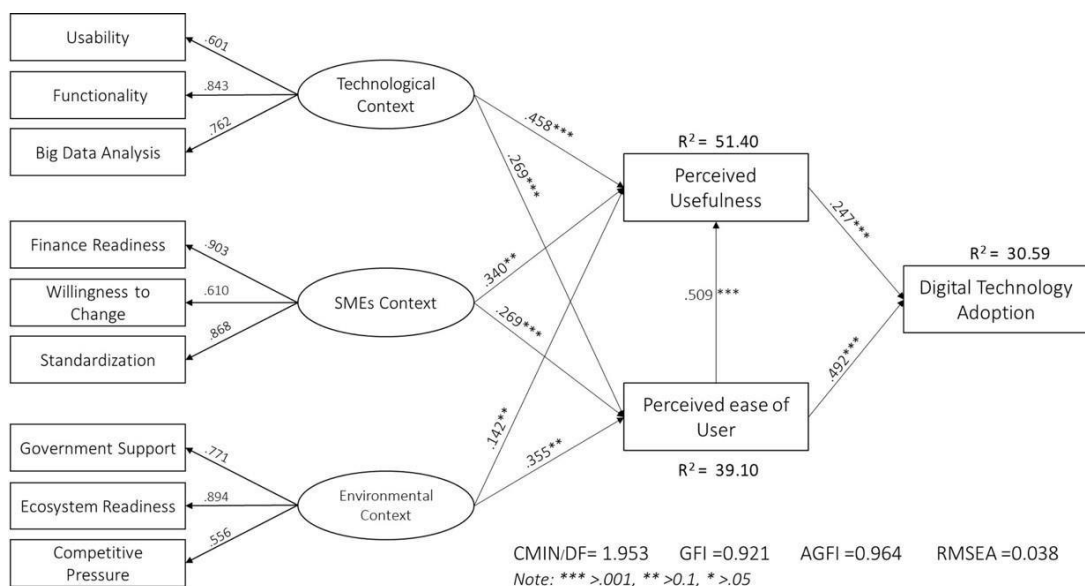 Usability
Functionality
Big Data Analysis
.601
.843
.762
Technological
Context
Finance Readiness
Willingness to
Change
Standardization
.903
.610
.868
SMEs Context
Government Support
Ecosystem Readiness
Competitive
Pressure
.771
.894
.556
Environmental
Context
.458***
.269***
.340**
.269***
.142**
.355**
R² = 51.40
Perceived
Usefulness
.509 ***
Perceived ease of
User
R² = 39.10
.247***
.492***
R² = 30.59
Digital Technology
Adoption
CMIN/DF= 1.953 GFI =0.921 AGFI =0.964 RMSEA =0.038
Note: *** >.001, ** >0.1, * >.05